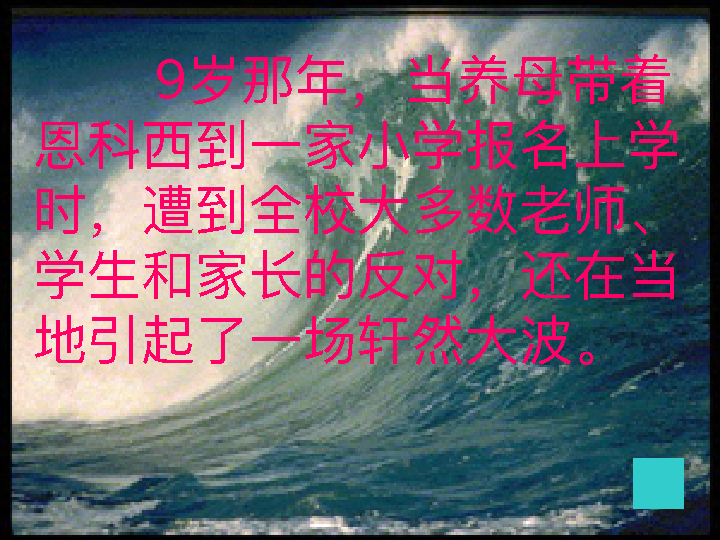 9岁那年，当养母带着
恩科西到一家小学报名上学
时，遭到全校大多数老师、
学生和家长的反对，还在当
地引起了一场轩然大波。